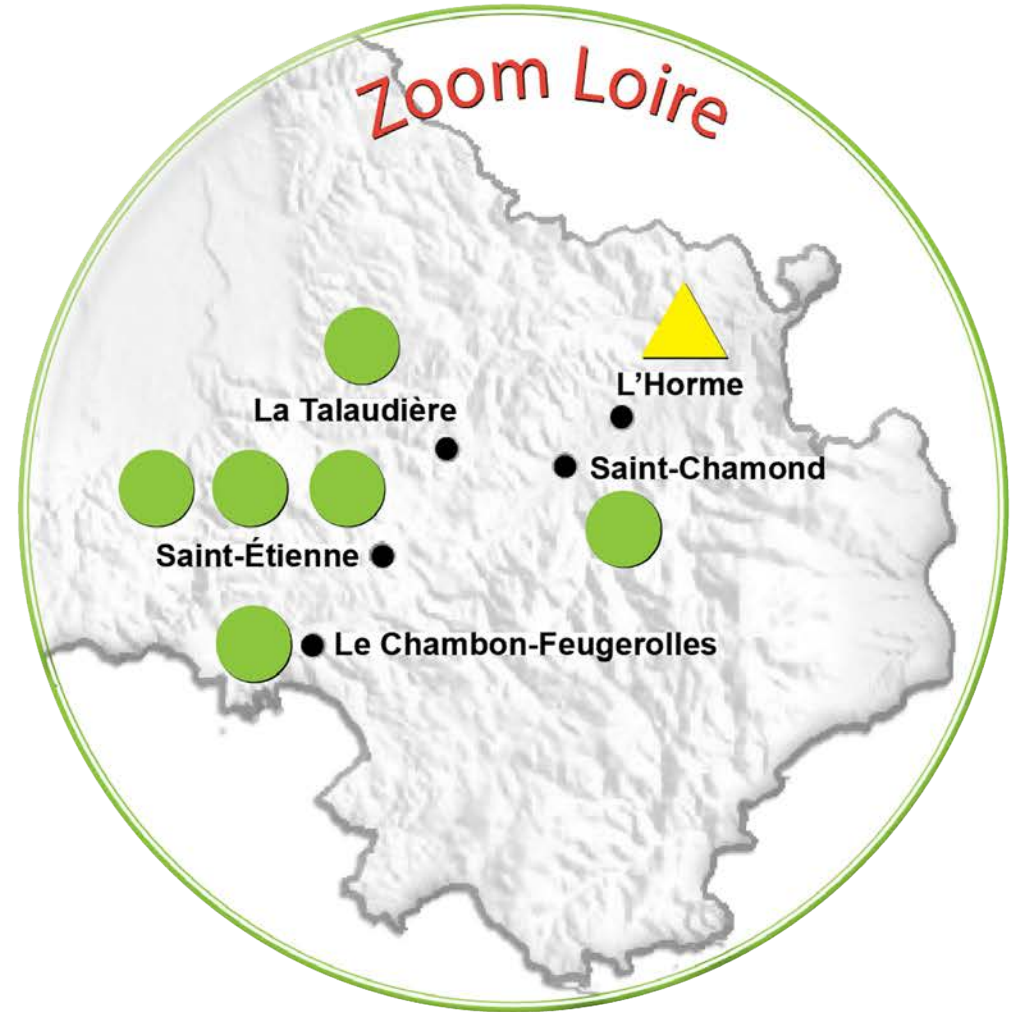 Zoom Loire
L'Horme
La Talaudière
Saint-Chamond
Saint-Étienne
Le Chambon-Feugerolles